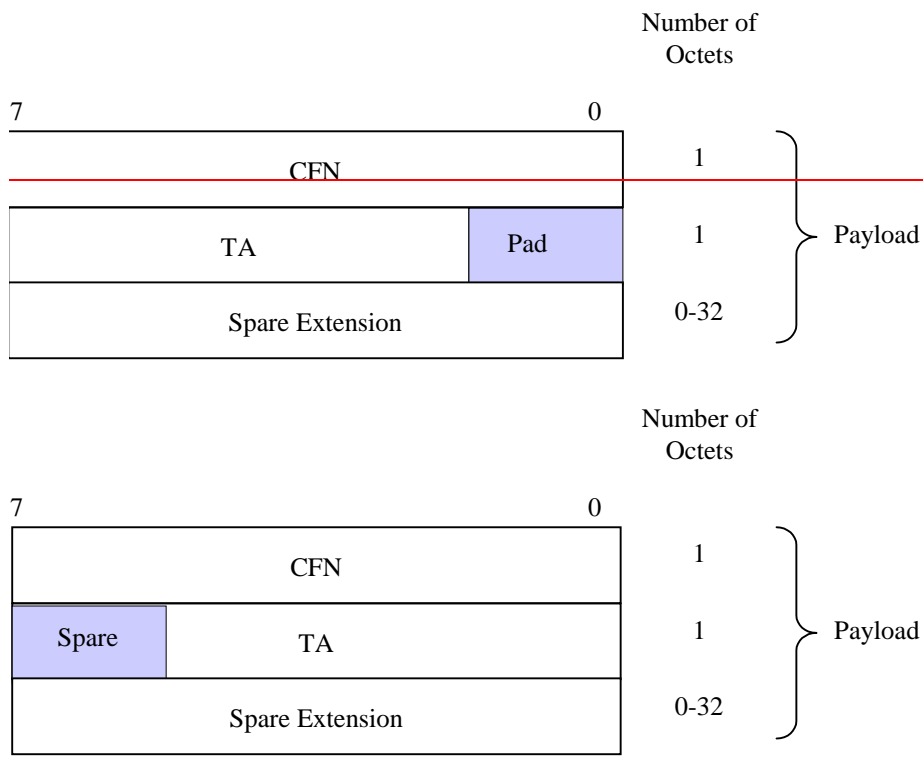 Number of
Octets
7 0
CFN 1
TA Pad 1 Payload
Spare Extension 0-32
Number of
Octets
7 0
CFN 1
Spare TA 1 Payload
Spare Extension 0-32